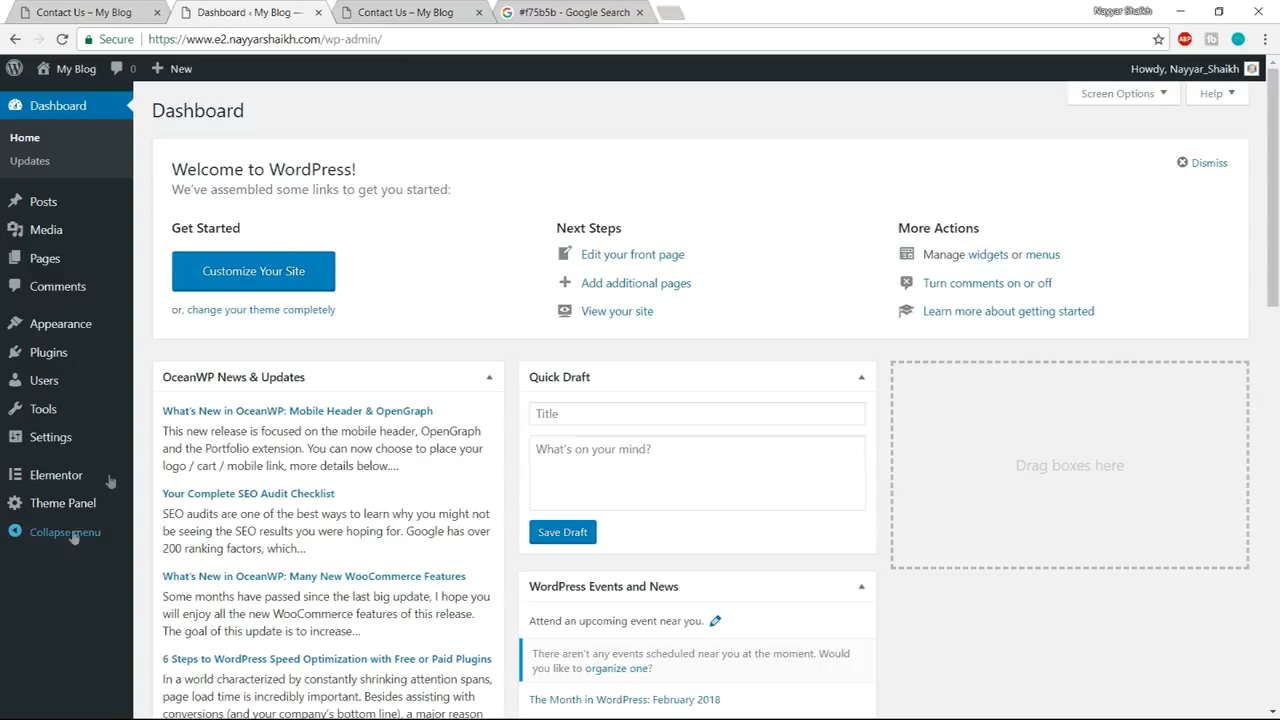 Contact Us – My Blog
Dashboard ‹ My Blog —
Contact Us – My Blog
#f75b5b - Google Search
Nayyar Shaikh
Secure
https://www.e2.nayyarshaikh.com/wp-admin/
ABP
My Blog
0
New
Howdy, Nayyar_Shaikh
Dashboard
Home
Updates
Posts
Media
Pages
Comments
Appearance
Plugins
Users
Tools
Settings
Elementor
Theme Panel
Collapse menu
Dashboard
Screen Options
Help
Welcome to WordPress!
We've assembled some links to get you started:
Dismiss
Get Started
Customize Your Site
or, change your theme completely
Next Steps
Edit your front page
Add additional pages
View your site
More Actions
Manage widgets or menus
Turn comments on or off
Learn more about getting started
OceanWP News & Updates
What's New in OceanWP: Mobile Header & OpenGraph
This new release is focused on the mobile header, OpenGraph
and the Portfolio extension. You can now choose to place your
logo / cart / mobile link, more details below....
Your Complete SEO Audit Checklist
SEO audits are one of the best ways to learn why you might not
be seeing the SEO results you were hoping for. Google has over
200 ranking factors, which...
What's New in OceanWP: Many New WooCommerce Features
Some months have passed since the last big update, I hope you
will enjoy all the new WooCommerce features of this release.
The goal of this update is to increase...
6 Steps to WordPress Speed Optimization with Free or Paid Plugins
In a world characterized by constantly shrinking attention spans,
page load time is incredibly important. Besides assisting with
conversions (and your company's bottom line), a major reason
Quick Draft
Title
What's on your mind?
Save Draft
WordPress Events and News
Attend an upcoming event near you.
There aren't any events scheduled near you at the moment. Would
you like to organize one?
The Month in WordPress: February 2018
Drag boxes here